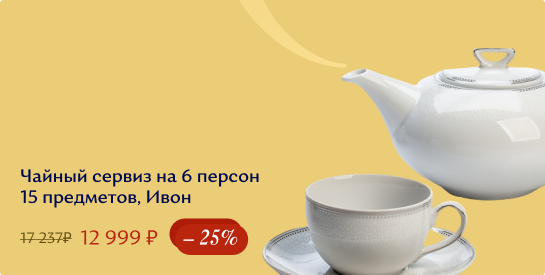 Чайный сервиз на 6 персон
15 предметов, Ивон
17 237₽ 12 999 ₽ – 25%